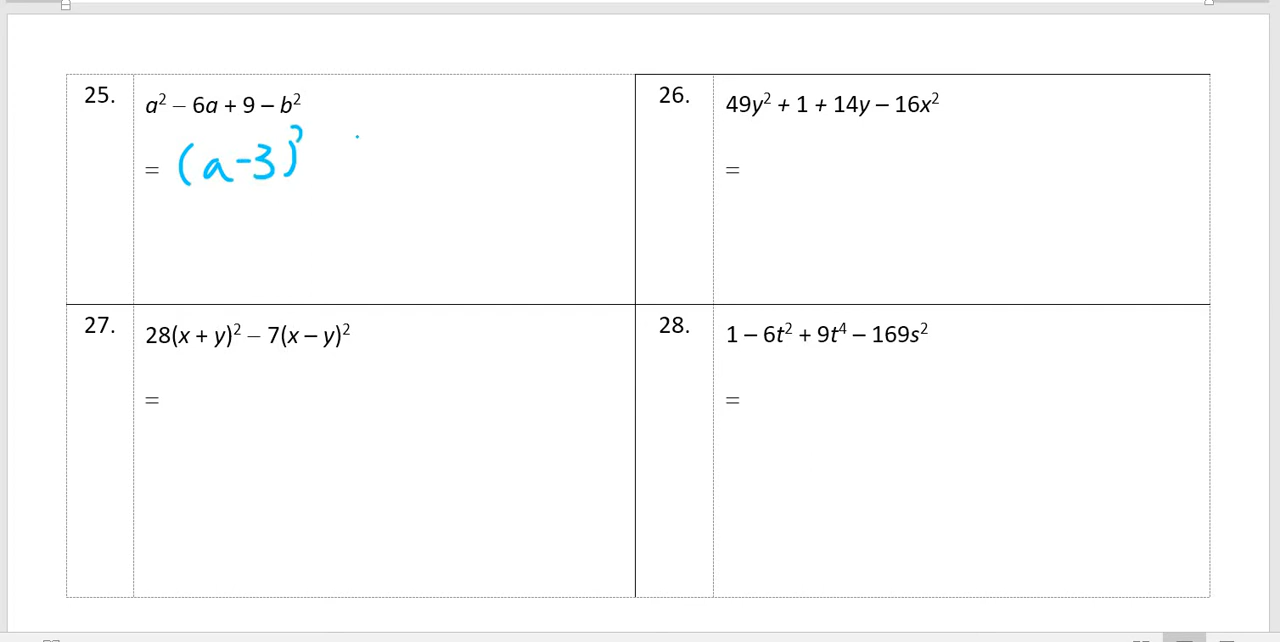 25. a² – 6a + 9 – b²
= (a-3)²
26. 49y² + 1 + 14y – 16x²
=
27. 28(x + y)² – 7(x – y)²
=
28. 1 – 6t² + 9t⁴ – 169s²
=